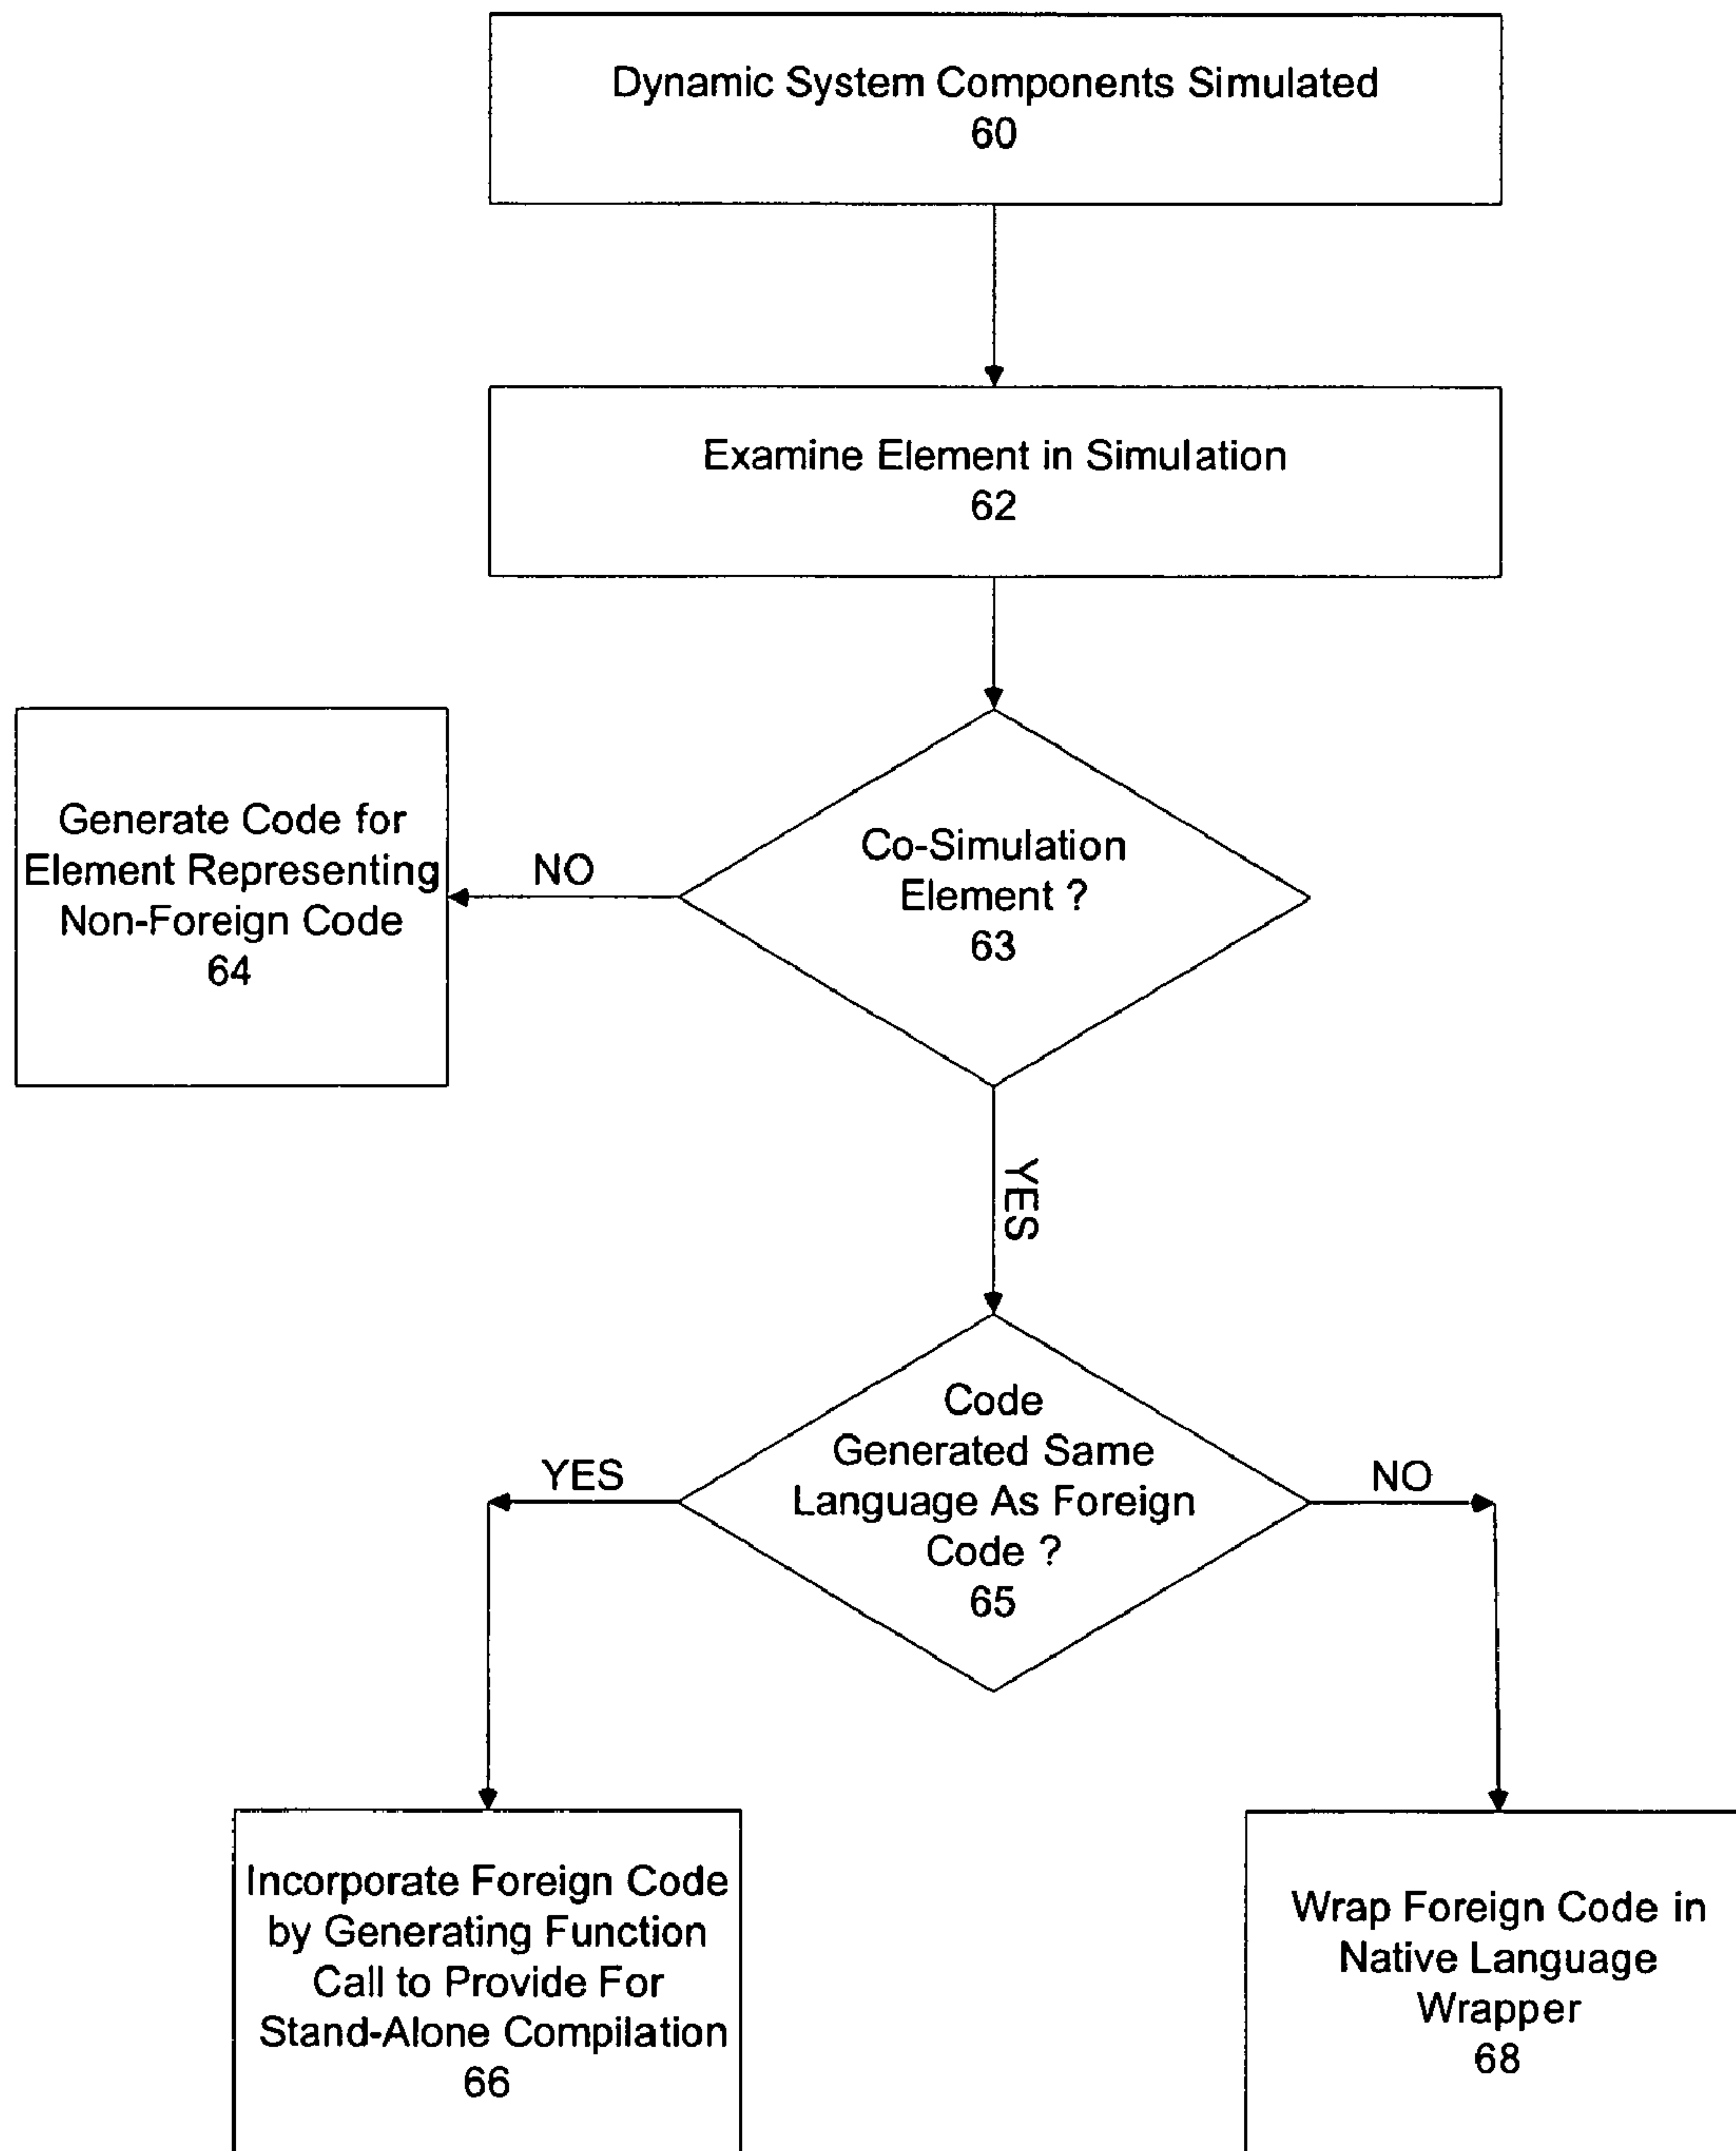 Dynamic System Components Simulated
60
Examine Element in Simulation
62
Co-Simulation
Element ?
63
NO
Generate Code for
Element Representing
Non-Foreign Code
64
YES
Code
Generated Same
Language As Foreign
Code ?
65
YES
NO
Incorporate Foreign Code
by Generating Function
Call to Provide For
Stand-Alone Compilation
66
Wrap Foreign Code in
Native Language
Wrapper
68